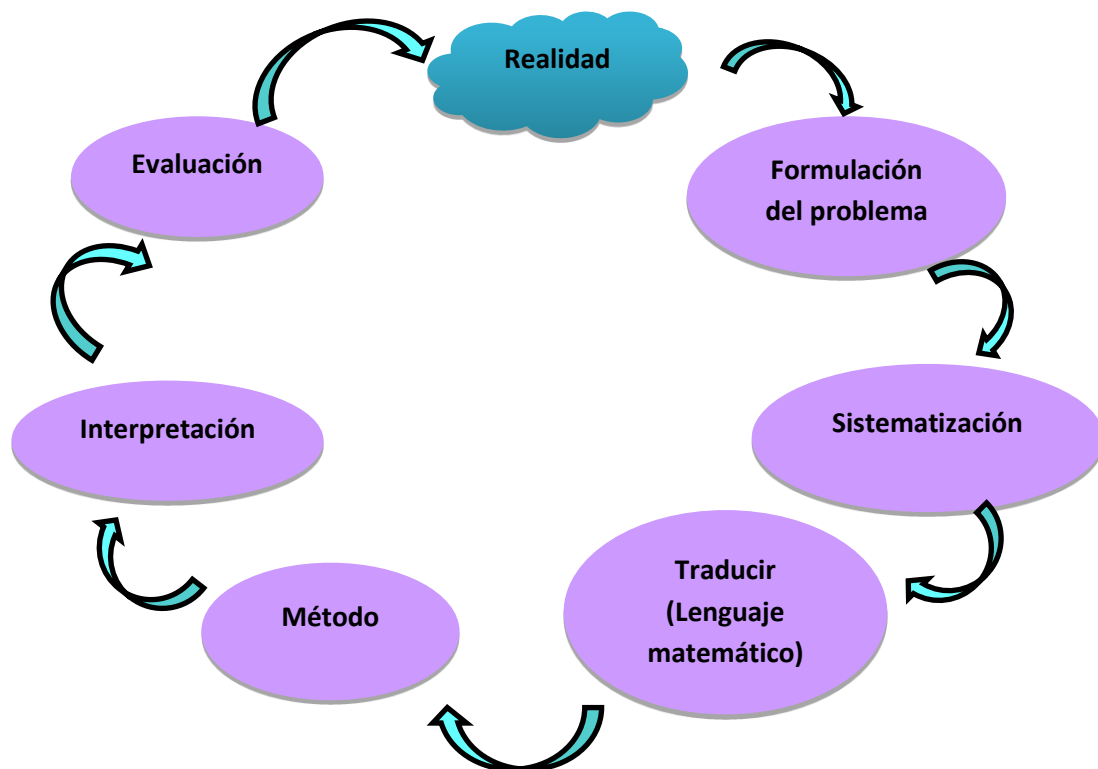 Realidad
Formulación
del problema
Sistematización
Traducir
(Lenguaje
matemático)
Método
Interpretación
Evaluación